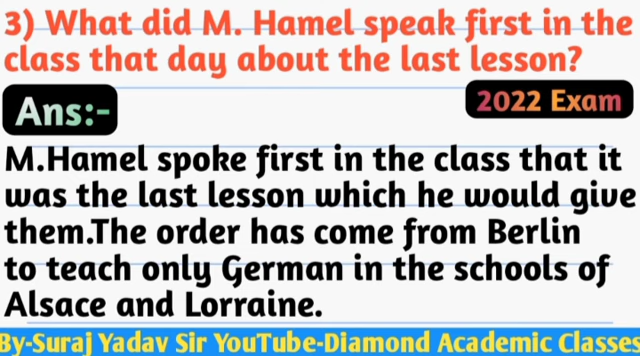 3) What did M. Hamel speak first in the
class that day about the last lesson?
Ans:-
2022 Exam
M.Hamel spoke first in the class that it
was the last lesson which he would give
them.The order has come from Berlin
to teach only German in the schools of
Alsace and Lorraine.
By-Suraj Yadav Sir YouTube-Diamond Academic Classes